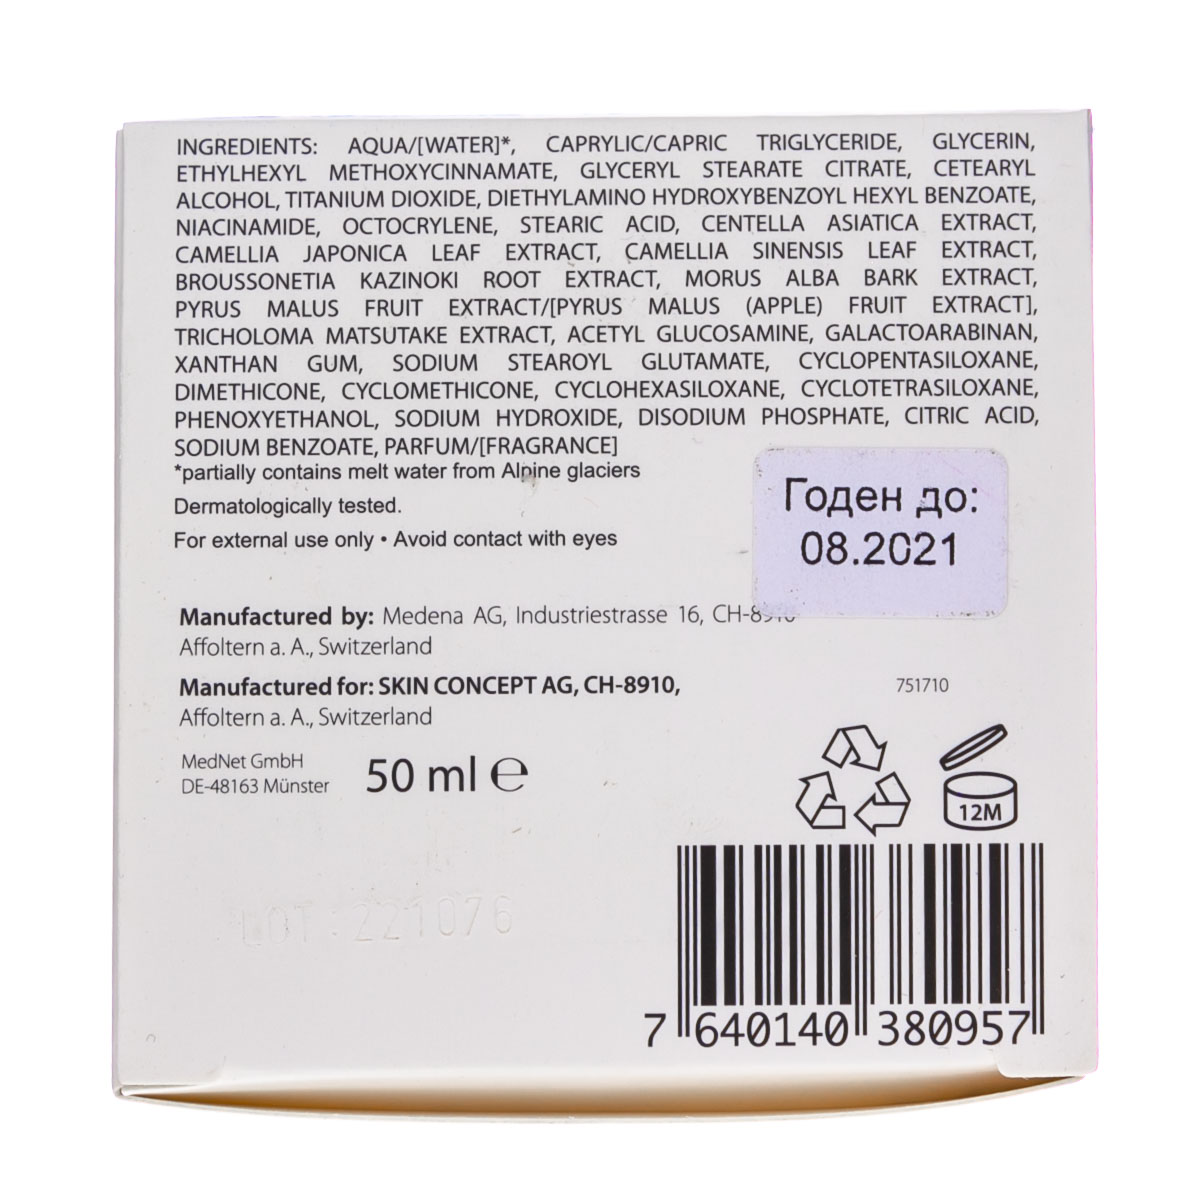 INGREDIENTS: AQUA/[WATER]*, CAPRYLIC/CAPRIC TRIGLYCERIDE, GLYCERIN,
ETHYLHEXYL METHOXYCINNAMATE, GLYCERYL STEARATE CITRATE, CETEARYL
ALCOHOL, TITANIUM DIOXIDE, DIETHYLAMINO HYDROXYBENZOYL HEXYL BENZOATE,
NIACINAMIDE, OCTOCRYLENE, STEARIC ACID, CENTELLA ASIATICA EXTRACT,
CAMELLIA JAPONICA LEAF EXTRACT, CAMELLIA SINENSIS LEAF EXTRACT,
BROUSSONETIA KAZINOKI ROOT EXTRACT, MORUS ALBA BARK EXTRACT,
PYRUS MALUS FRUIT EXTRACT/[PYRUS MALUS (APPLE) FRUIT EXTRACT],
TRICHOLOMA MATSUTAKE EXTRACT, ACETYL GLUCOSAMINE, GALACTOARABINAN,
XANTHAN GUM, SODIUM STEAROYL GLUTAMATE, CYCLOPENTASILOXANE,
DIMETHICONE, CYCLOMETHICONE, CYCLOHEXASILOXANE, CYCLOTETRASILOXANE,
PHENOXYETHANOL, SODIUM HYDROXIDE, DISODIUM PHOSPHATE, CITRIC ACID,
SODIUM BENZOATE, PARFUM/[FRAGRANCE]
*partially contains melt water from Alpine glaciers
Dermatologically tested.
For external use only • Avoid contact with eyes
Годен до:
08.2021
Manufactured by: Medena AG, Industriestrasse 16, CH-8910
Affoltern a. A., Switzerland
Manufactured for: SKIN CONCEPT AG, CH-8910,
Affoltern a. A., Switzerland
751710
MedNet GmbH
DE-48163 Münster
50 ml e
12M
LOT: 221076
7 640140 380957